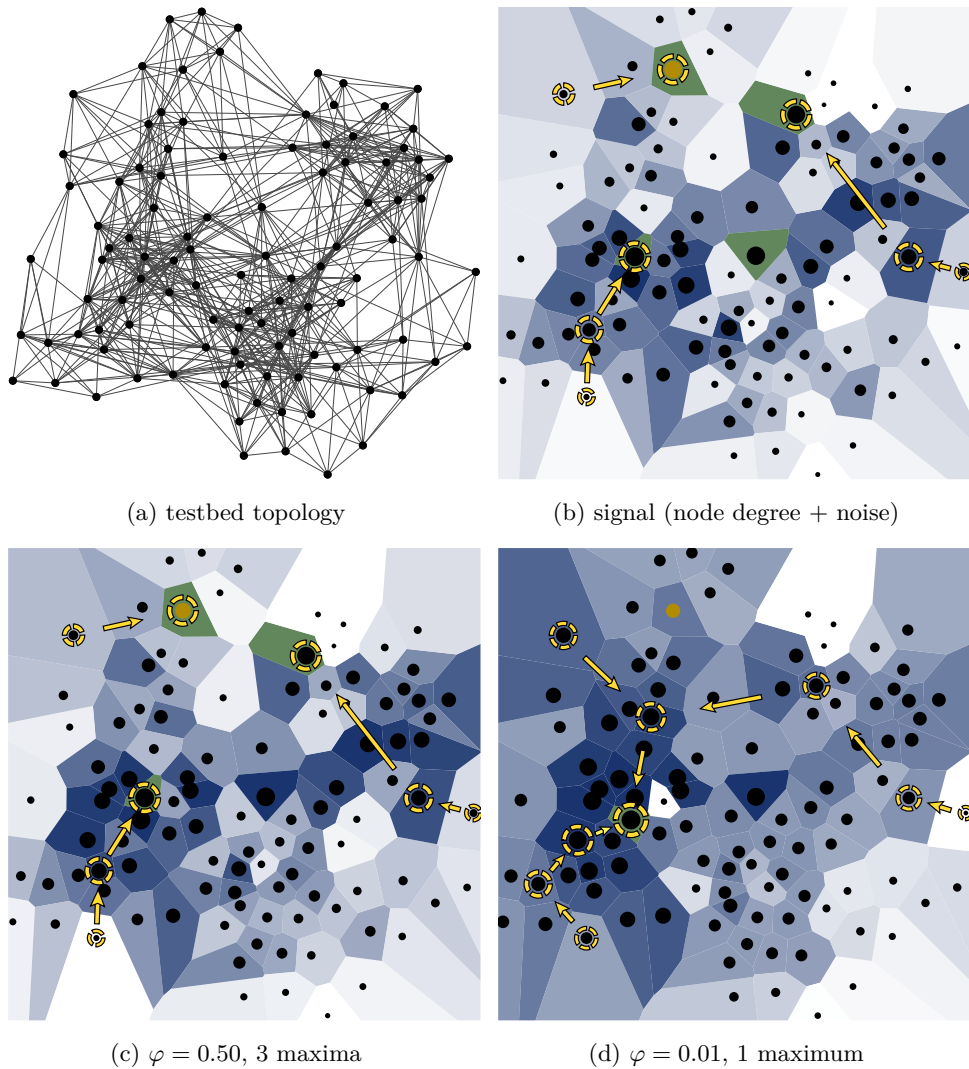 (a) testbed topology
(b) signal (node degree + noise)
(c) φ = 0.50, 3 maxima
(d) φ = 0.01, 1 maximum